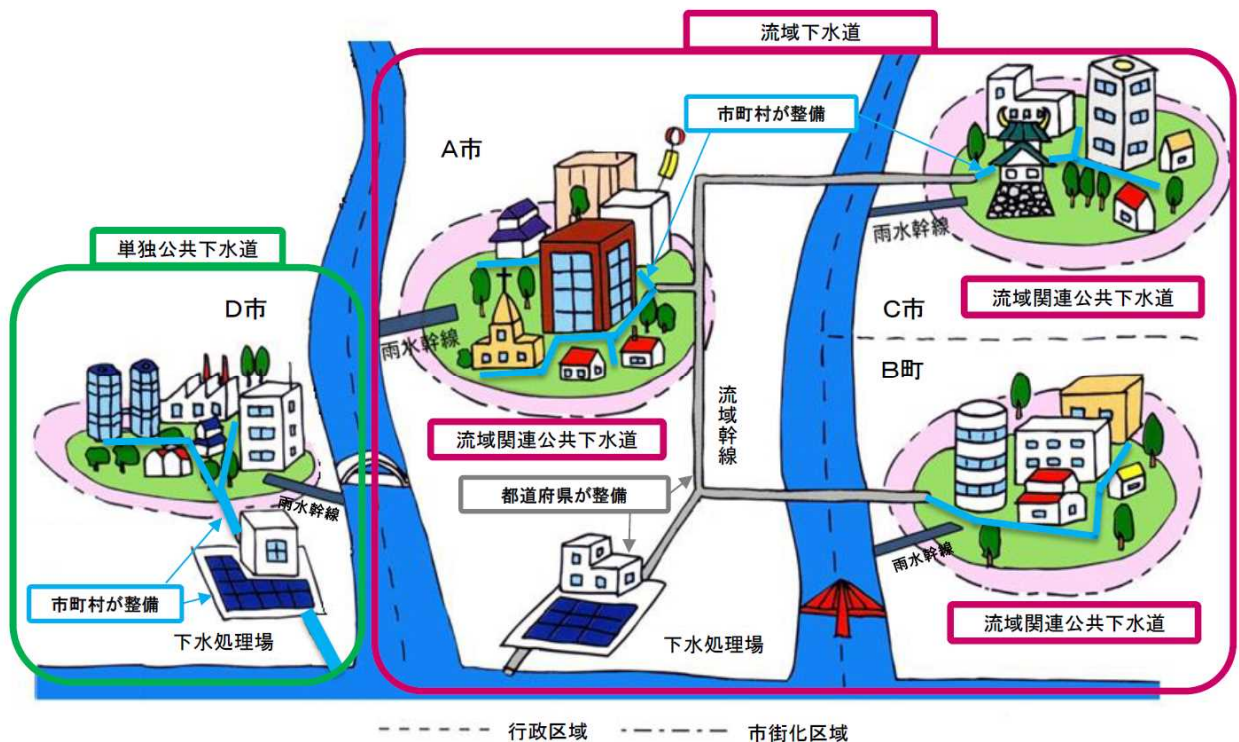 流域下水道
市町村が整備
A市
雨水幹線
単独公共下水道
D市
雨水幹線
流域関連公共下水道
C市
B町
流域関連公共下水道
流域幹線
都道府県が整備
雨水幹線
雨水幹線
市町村が整備
下水処理場
下水処理場
流域関連公共下水道
行政区域
市街化区域